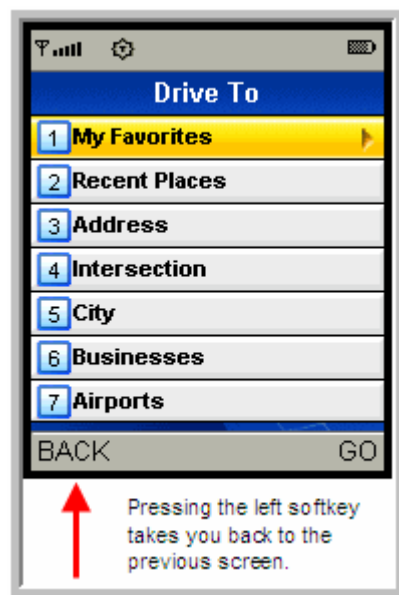 Drive To
1 My Favorites
2 Recent Places
3 Address
4 Intersection
5 City
6 Businesses
7 Airports
BACK GO
Pressing the left softkey
takes you back to the
previous screen.